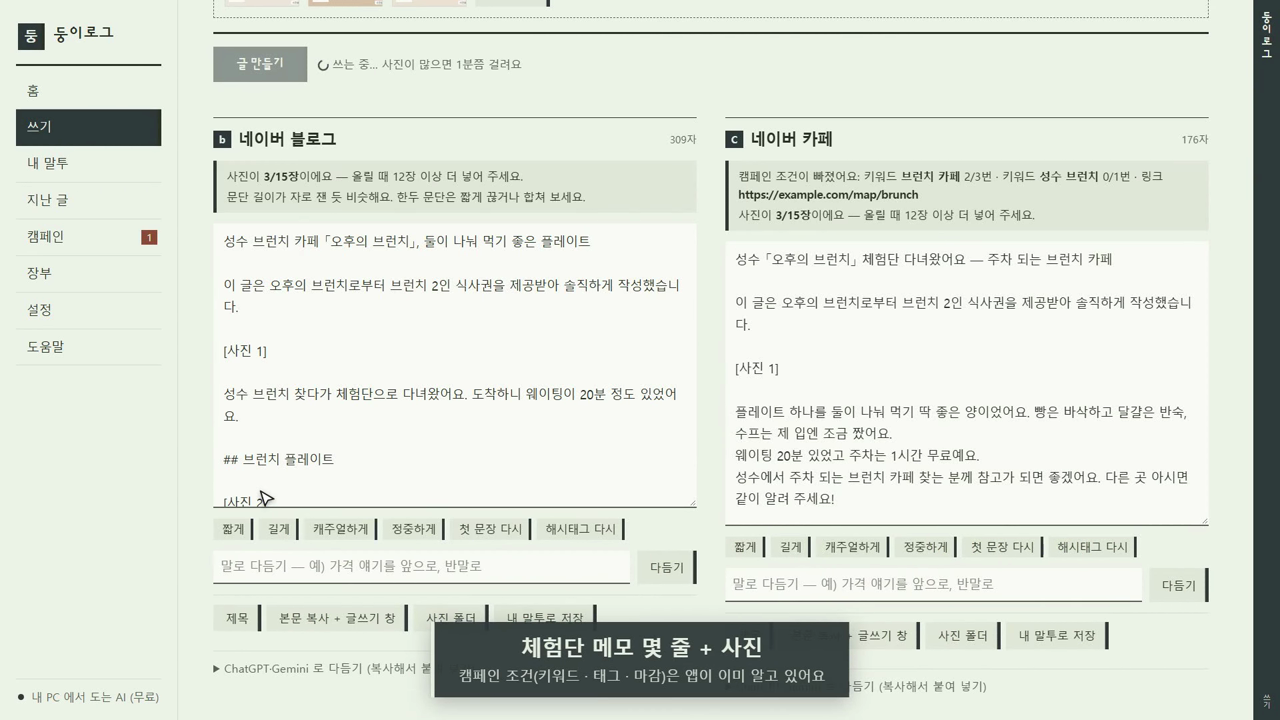 둥 둥이로그
홈
쓰기
내 말투
지난 글
캠페인 1
장부
설정
도움말
내 PC 에서 도는 AI (무료)
글 만들기
쓰는 중... 사진이 많으면 1분쯤 걸려요
b 네이버 블로그 309자
사진이 3/15장이에요 — 올릴 때 12장 이상 더 넣어 주세요.
문단 길이가 자로 잰 듯 비슷해요. 한두 문단은 짧게 끊거나 합쳐 보세요.
성수 브런치 카페 「오후의 브런치」, 둘이 나눠 먹기 좋은 플레이트
이 글은 오후의 브런치로부터 브런치 2인 식사권을 제공받아 솔직하게 작성했습니
다.
[사진 1]
성수 브런치 찾다가 체험단으로 다녀왔어요. 도착하니 웨이팅이 20분 정도 있었어
요.
## 브런치 플레이트
[사진
짧게 길게 캐주얼하게 정중하게 첫 문장 다시 해시태그 다시
말로 다듬기 — 예) 가격 얘기를 앞으로, 반말로 다듬기
제목 본문 복사 + 글쓰기 창 사진 폴더 내 말투로 저장
▶ ChatGPT·Gemini 로 다듬기 (복사해서
C 네이버 카페 176자
캠페인 조건이 빠졌어요: 키워드 브런치 카페 2/3번 · 키워드 성수 브런치 0/1번 · 링크
https://example.com/map/brunch
사진이 3/15장이에요 — 올릴 때 12장 이상 더 넣어 주세요.
성수 「오후의 브런치」 체험단 다녀왔어요 — 주차 되는 브런치 카페
이 글은 오후의 브런치로부터 브런치 2인 식사권을 제공받아 솔직하게 작성했습니
다.
[사진 1]
플레이트 하나를 둘이 나눠 먹기 딱 좋은 양이었어요. 빵은 바삭하고 달걀은 반숙,
수프는 제 입엔 조금 짰어요.
웨이팅 20분 있었고 주차는 1시간 무료예요.
성수에서 주차 되는 브런치 카페 찾는 분께 참고가 되면 좋겠어요. 다른 곳 아시면
같이 알려 주세요!
짧게 길게 캐주얼하게 정중하게 첫 문장 다시 해시태그 다시
말로 다듬기 — 예) 가격 얘기를 앞으로, 반말로 다듬기
+ 글쓰기 창 사진 폴더 내 말투로 저장
다듬기 (복사해서 붙여 넣기)
체험단 메모 몇 줄 + 사진
캠페인 조건(키워드 · 태그 · 마감)은 앱이 이미 알고 있어요
둥이로그
쓰기